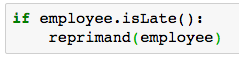 if employee.isLate():
    reprimand(employee)